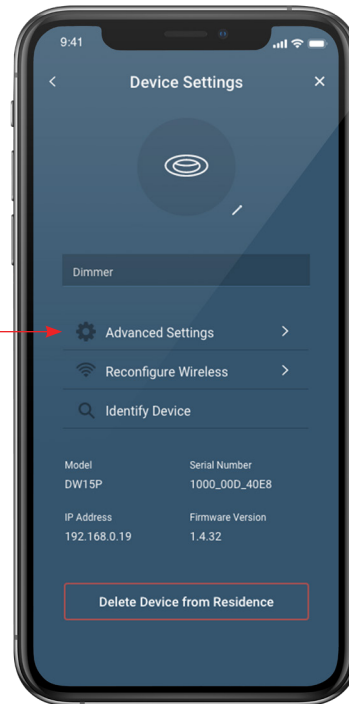 9:41
Device Settings
Dimmer
Advanced Settings
Reconfigure Wireless
Identify Device
Model Serial Number
DW15P 1000_00D_40E8
IP Address Firmware Version
192.168.0.19 1.4.32
Delete Device from Residence